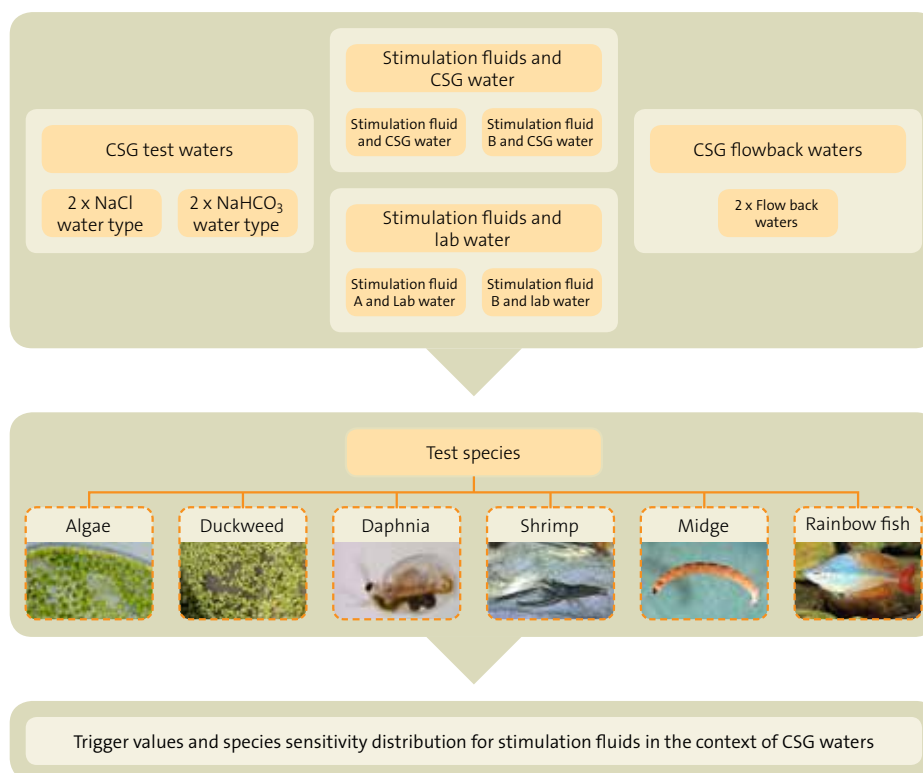 Stimulation fluids and
CSG water
Stimulation fluid
and CSG water
Stimulation fluid
B and CSG water
CSG test waters
2 x NaCl
water type
2 x NaHCO₃
water type
CSG flowback waters
2 x Flow back
waters
Stimulation fluids and
lab water
Stimulation fluid
A and Lab water
Stimulation fluid
B and lab water
Test species
Algae
Duckweed
Daphnia
Shrimp
Midge
Rainbow fish
Trigger values and species sensitivity distribution for stimulation fluids in the context of CSG waters